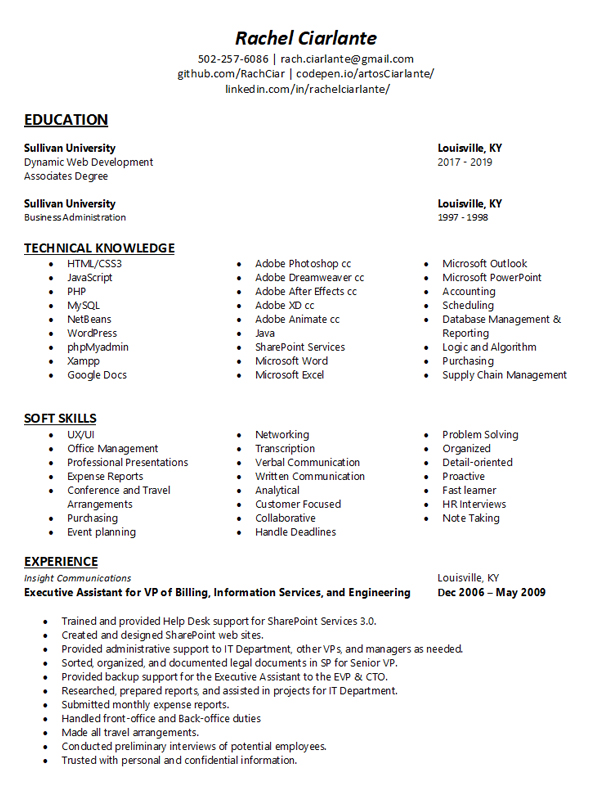 Rachel Ciarlante
502-257-6086 | rach.ciarlante@gmail.com
github.com/RachCiar | codepen.io/artosCiarlante/
linkedin.com/in/rachelciarlante/
EDUCATION
Sullivan University Louisville, KY
Dynamic Web Development 2017 - 2019
Associates Degree
Sullivan University Louisville, KY
Business Administration 1997 - 1998
TECHNICAL KNOWLEDGE
• HTML/CSS3
• JavaScript
• PHP
• MySQL
• NetBeans
• WordPress
• phpMyadmin
• Xampp
• Google Docs
• Adobe Photoshop cc
• Adobe Dreamweaver cc
• Adobe After Effects cc
• Adobe XD cc
• Adobe Animate cc
• Java
• SharePoint Services
• Microsoft Word
• Microsoft Excel
• Microsoft Outlook
• Microsoft PowerPoint
• Accounting
• Scheduling
• Database Management &
Reporting
• Logic and Algorithm
• Purchasing
• Supply Chain Management
SOFT SKILLS
• UX/UI
• Office Management
• Professional Presentations
• Expense Reports
• Conference and Travel
Arrangements
• Purchasing
• Event planning
• Networking
• Transcription
• Verbal Communication
• Written Communication
• Analytical
• Customer Focused
• Collaborative
• Handle Deadlines
• Problem Solving
• Organized
• Detail-oriented
• Proactive
• Fast learner
• HR Interviews
• Note Taking
EXPERIENCE
Insight Communications Louisville, KY
Executive Assistant for VP of Billing, Information Services, and Engineering Dec 2006 – May 2009
• Trained and provided Help Desk support for SharePoint Services 3.0.
• Created and designed SharePoint web sites.
• Provided administrative support to IT Department, other VPs, and managers as needed.
• Sorted, organized, and documented legal documents in SP for Senior VP.
• Provided backup support for the Executive Assistant to the EVP & CTO.
• Researched, prepared reports, and assisted in projects for IT Department.
• Submitted monthly expense reports.
• Handled front-office and Back-office duties
• Made all travel arrangements.
• Conducted preliminary interviews of potential employees.
• Trusted with personal and confidential information.